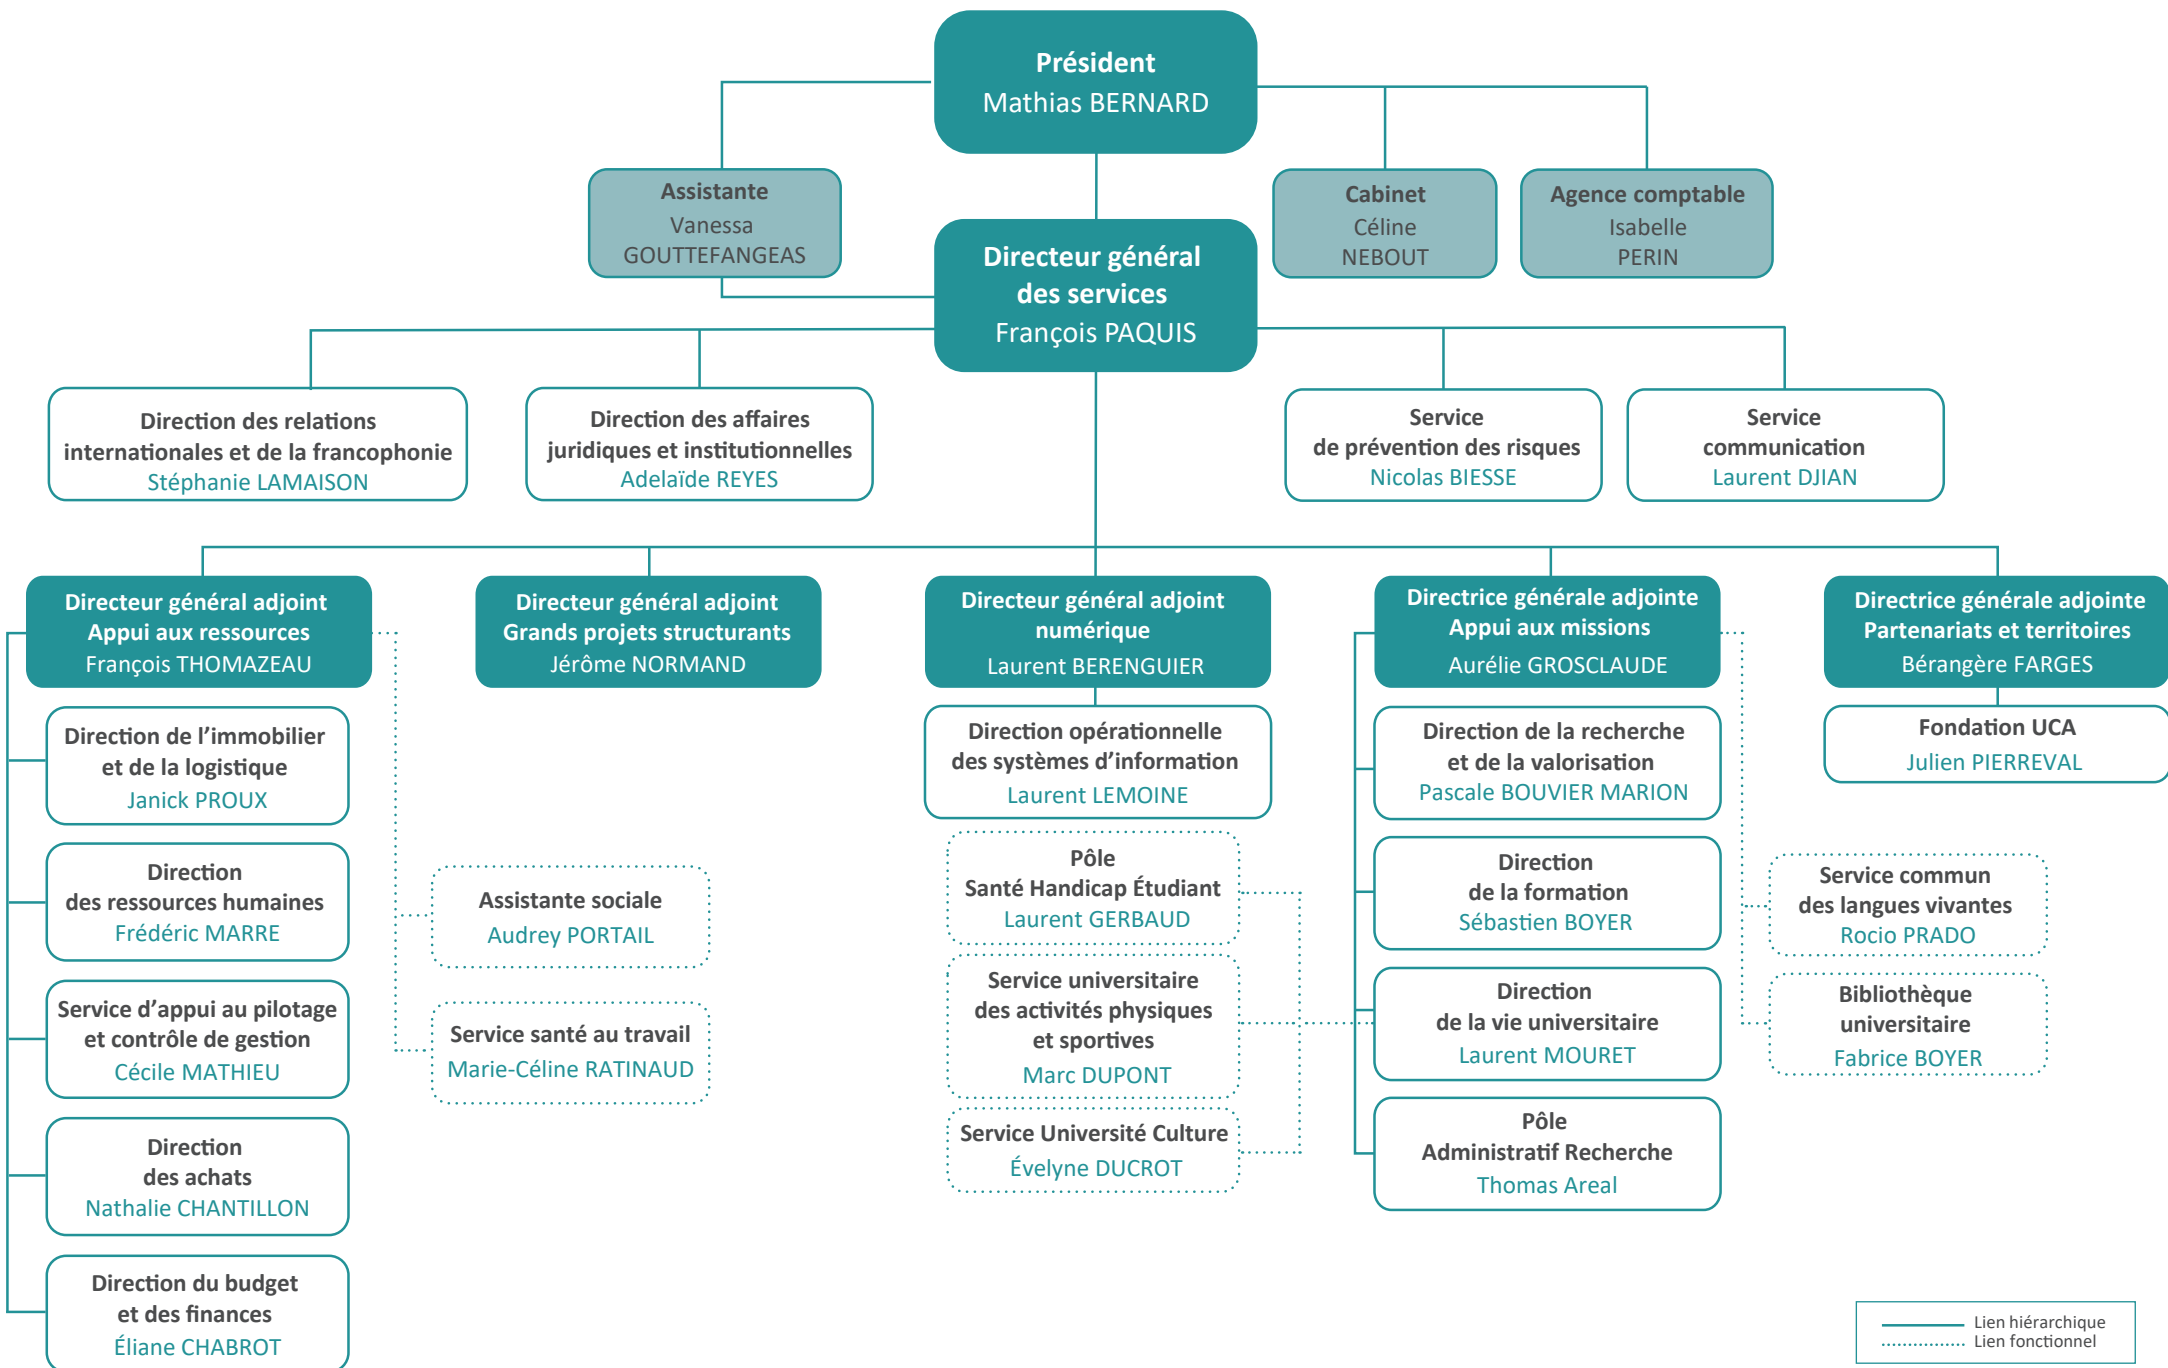 Président
Mathias BERNARD
Assistante
Vanessa
GOUTTEFANGEAS
Cabinet
Céline
NEBOUT
Agence comptable
Isabelle
PERIN
Directeur général
des services
François PAQUIS
Direction des relations
internationales et de la francophonie
Stéphanie LAMAISON
Direction des affaires
juridiques et institutionnelles
Adelaïde REYES
Service
de prévention des risques
Nicolas BIESSE
Service
communication
Laurent DJIAN
Directeur général adjoint
Appui aux ressources
François THOMAZEAU
Directeur général adjoint
Grands projets structurants
Jérôme NORMAND
Directeur général adjoint
numérique
Laurent BERENGUIER
Directrice générale adjointe
Appui aux missions
Aurélie GROSCLAUDE
Directrice générale adjointe
Partenariats et territoires
Bérangère FARGES
Direction de l’immobilier
et de la logistique
Janick PROUX
Direction
des ressources humaines
Frédéric MARRE
Service d’appui au pilotage
et contrôle de gestion
Cécile MATHIEU
Direction
des achats
Nathalie CHANTILLON
Direction du budget
et des finances
Éliane CHABROT
Assistante sociale
Audrey PORTAIL
Service santé au travail
Marie-Céline RATINAUD
Direction opérationnelle
des systèmes d’information
Laurent LEMOINE
Pôle
Santé Handicap Étudiant
Laurent GERBAUD
Service universitaire
des activités physiques
et sportives
Marc DUPONT
Service Université Culture
Évelyne DUCROT
Direction de la recherche
et de la valorisation
Pascale BOUVIER MARION
Direction
de la formation
Sébastien BOYER
Direction
de la vie universitaire
Laurent MOURET
Pôle
Administratif Recherche
Thomas Areal
Fondation UCA
Julien PIERREVAL
Service commun
des langues vivantes
Rocio PRADO
Bibliothèque
universitaire
Fabrice BOYER
Lien hiérarchique
Lien fonctionnel